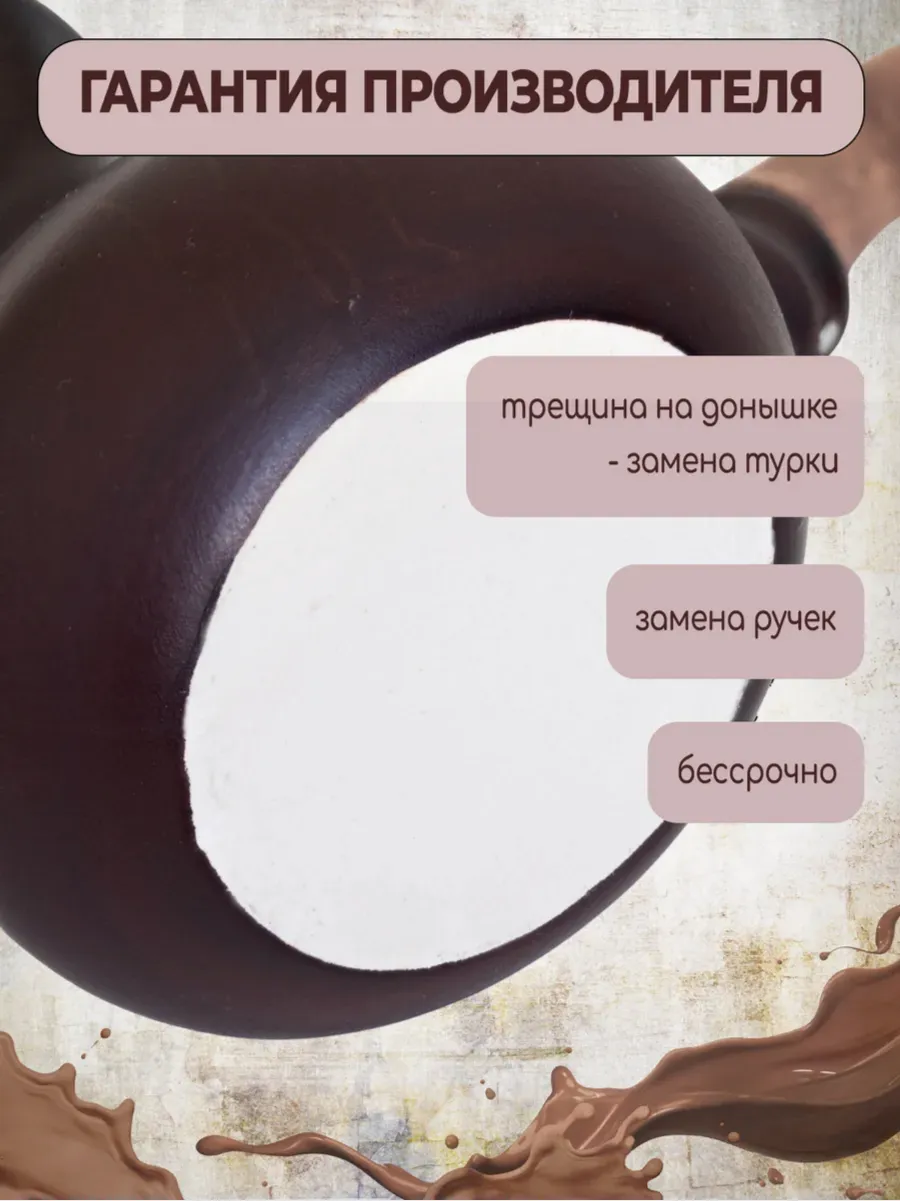 ГАРАНТИЯ ПРОИЗВОДИТЕЛЯ
трещина на донышке
- замена турки
замена ручек
бессрочно